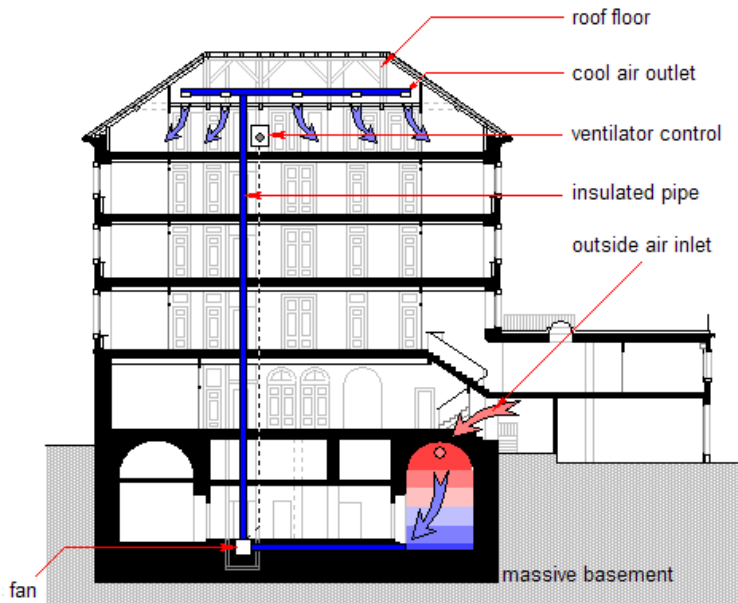 roof floor
cool air outlet
ventilator control
insulated pipe
outside air inlet
massive basement
fan